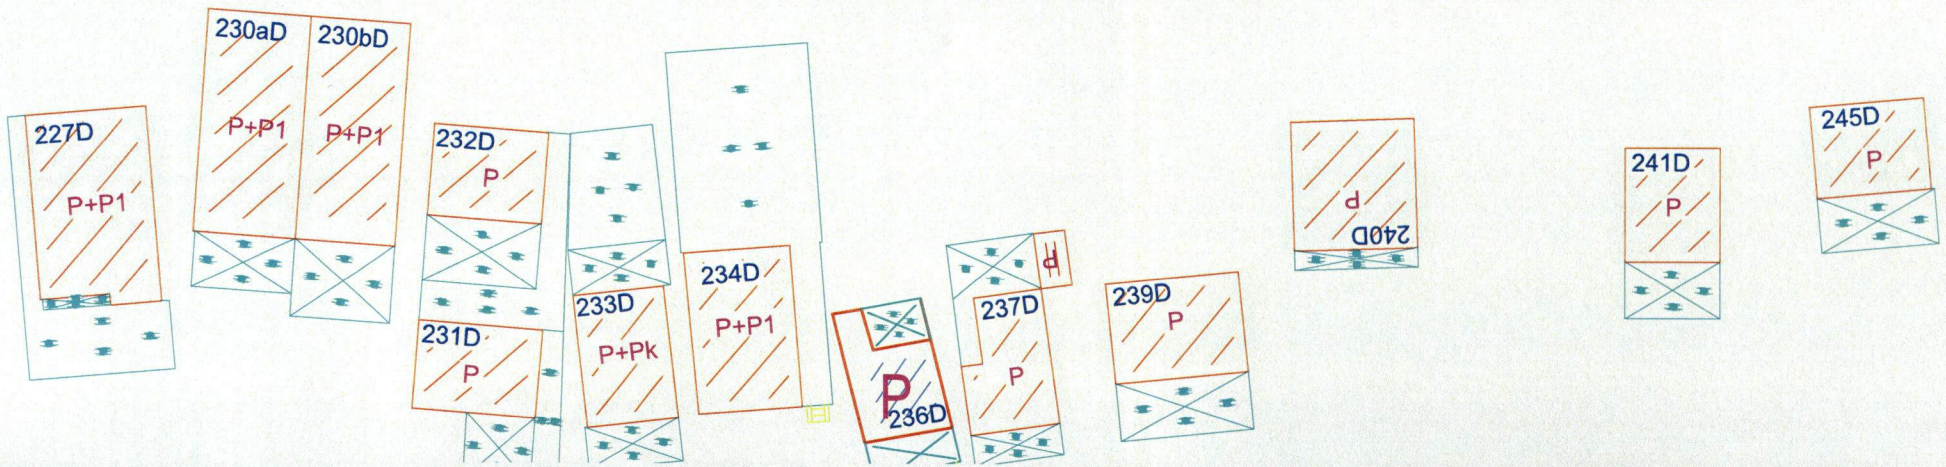 227D
P+P1
230aD
P+P1
230bD
P+P1
232D
P
231D
P
233D
P+Pk
234D
P+P1
P
236D
P
237D
P
239D
P
P
240D
241D
P
245D
P